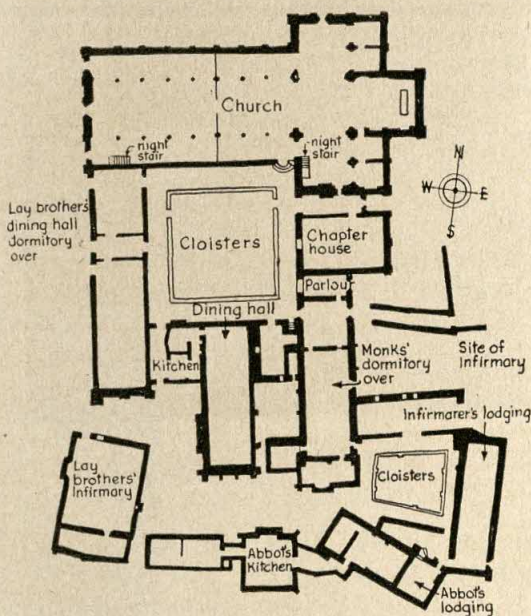 Church
night
stair
night
stair
N
W
E
S
Lay brother's
dining hall
dormitory
over
Cloisters
Chapter
house
Parlour
Dining hall
Kitchen
Monks'
dormitory
over
Site of
Infirmary
Infirmarer's lodging
Lay
brothers'
Infirmary
Cloisters
Abbot's
Kitchen
Abbot's
lodging